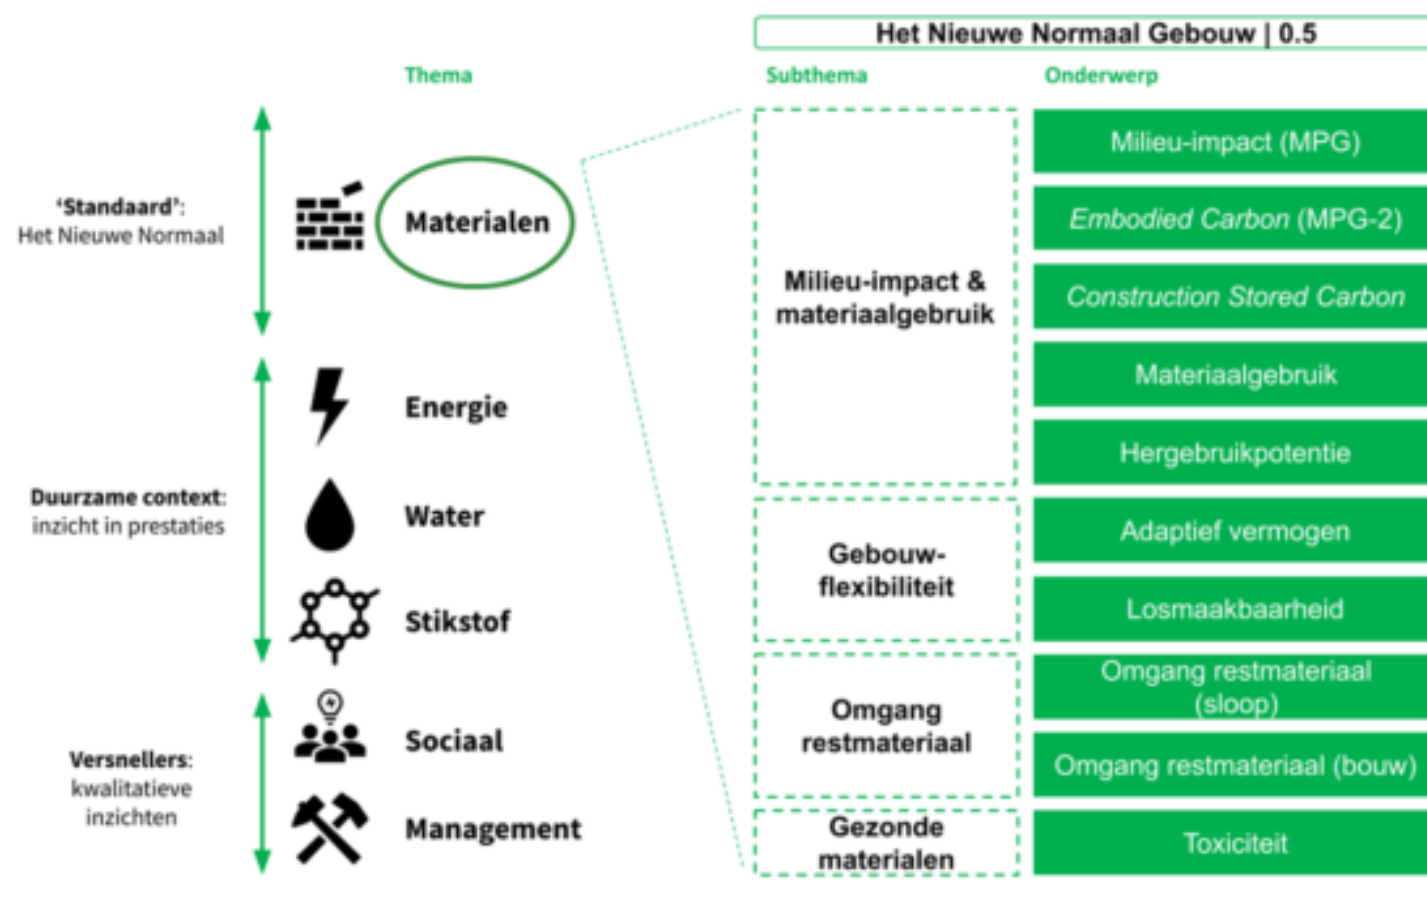 Het Nieuwe Normaal Gebouw | 0.5
Thema
Subthema
Onderwerp
‘Standaard’:
Het Nieuwe Normaal
Materialen
Duurzame context:
inzicht in prestaties
Energie
Water
Stikstof
Versnellers:
kwalitatieve
inzichten
Sociaal
Management
Milieu-impact &
materiaalgebruik
Milieu-impact (MPG)
Embodied Carbon (MPG-2)
Construction Stored Carbon
Materiaalgebruik
Hergebruikpotentie
Gebouw-
flexibiliteit
Adaptief vermogen
Losmaakbaarheid
Omgang
restmateriaal
Omgang restmateriaal
(sloop)
Omgang restmateriaal (bouw)
Gezonde
materialen
Toxiciteit